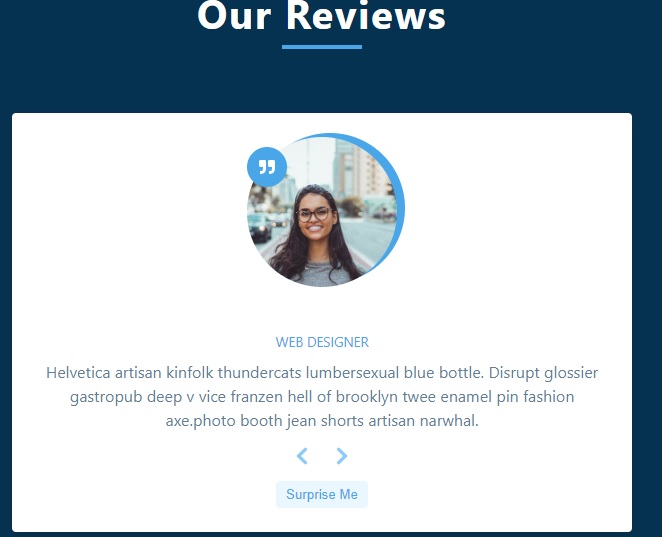 Our Reviews
WEB DESIGNER
Helvetica artisan kinfolk thundercats lumbersexual blue bottle. Disrupt glossier
gastropub deep v vice franzen hell of brooklyn twee enamel pin fashion
axe.photo booth jean shorts artisan narwhal.
Surprise Me